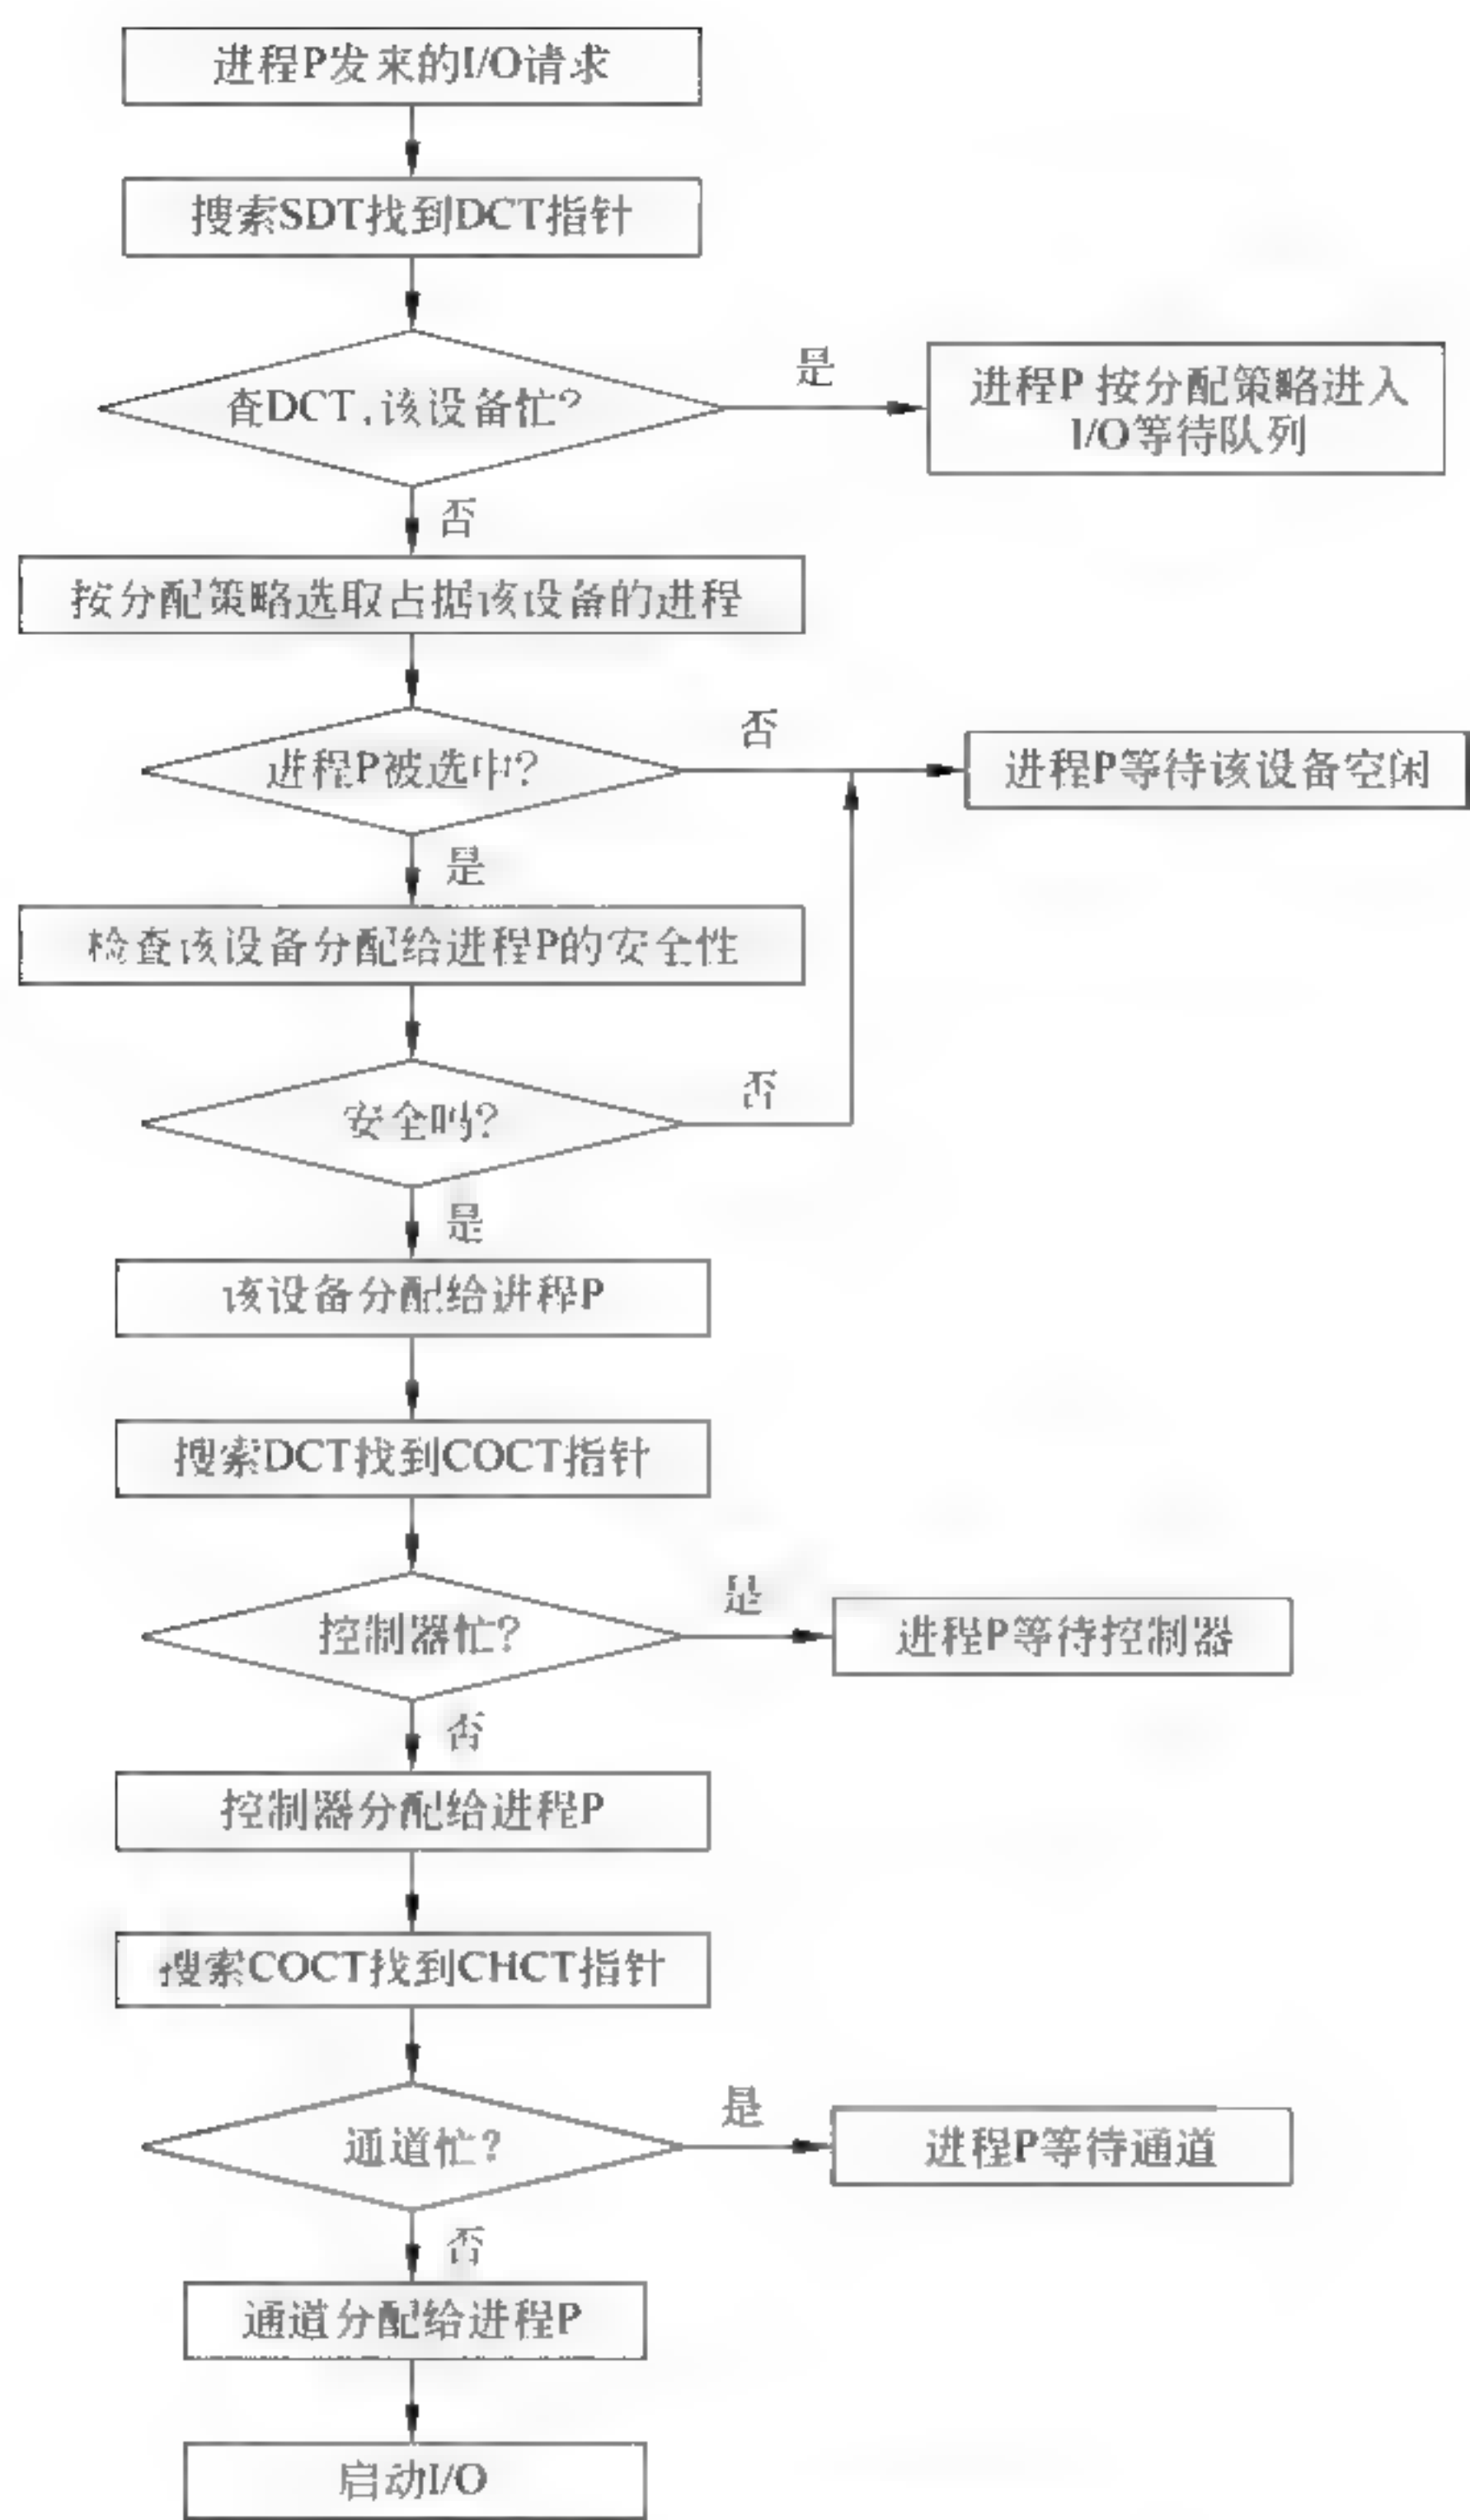 进程P发来的I/O请求
搜索SDT找到DCT指针
查DCT,该设备忙?
是
进程P 按分配策略进入
I/O等待队列
否
按分配策略选取占据该设备的进程
进程P被选中?
否
进程P等待该设备空闲
是
检查该设备分配给进程P的安全性
安全吗?
否
是
该设备分配给进程P
搜索DCT找到COCT指针
控制器忙?
是
进程P等待控制器
否
控制器分配给进程P
搜索COCT找到CHCT指针
通道忙?
是
进程P等待通道
否
通道分配给进程P
启动I/O